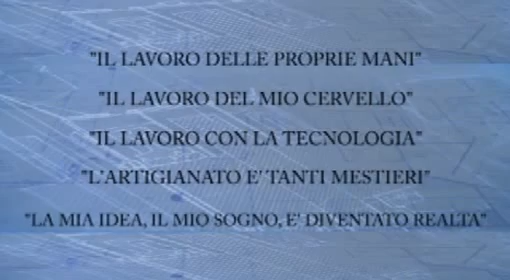 "IL LAVORO DELLE PROPRIE MANI"
"IL LAVORO DEL MIO CERVELLO"
"IL LAVORO CON LA TECNOLOGIA"
"L'ARTIGIANATO E' TANTI MESTIERI"
"LA MIA IDEA, IL MIO SOGNO, E' DIVENTATO REALTA"